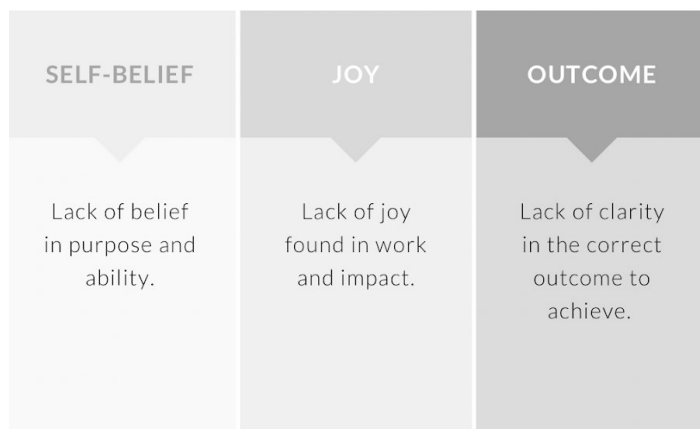 SELF-BELIEF
Lack of belief
in purpose and
ability.
JOY
Lack of joy
found in work
and impact.
OUTCOME
Lack of clarity
in the correct
outcome to
achieve.